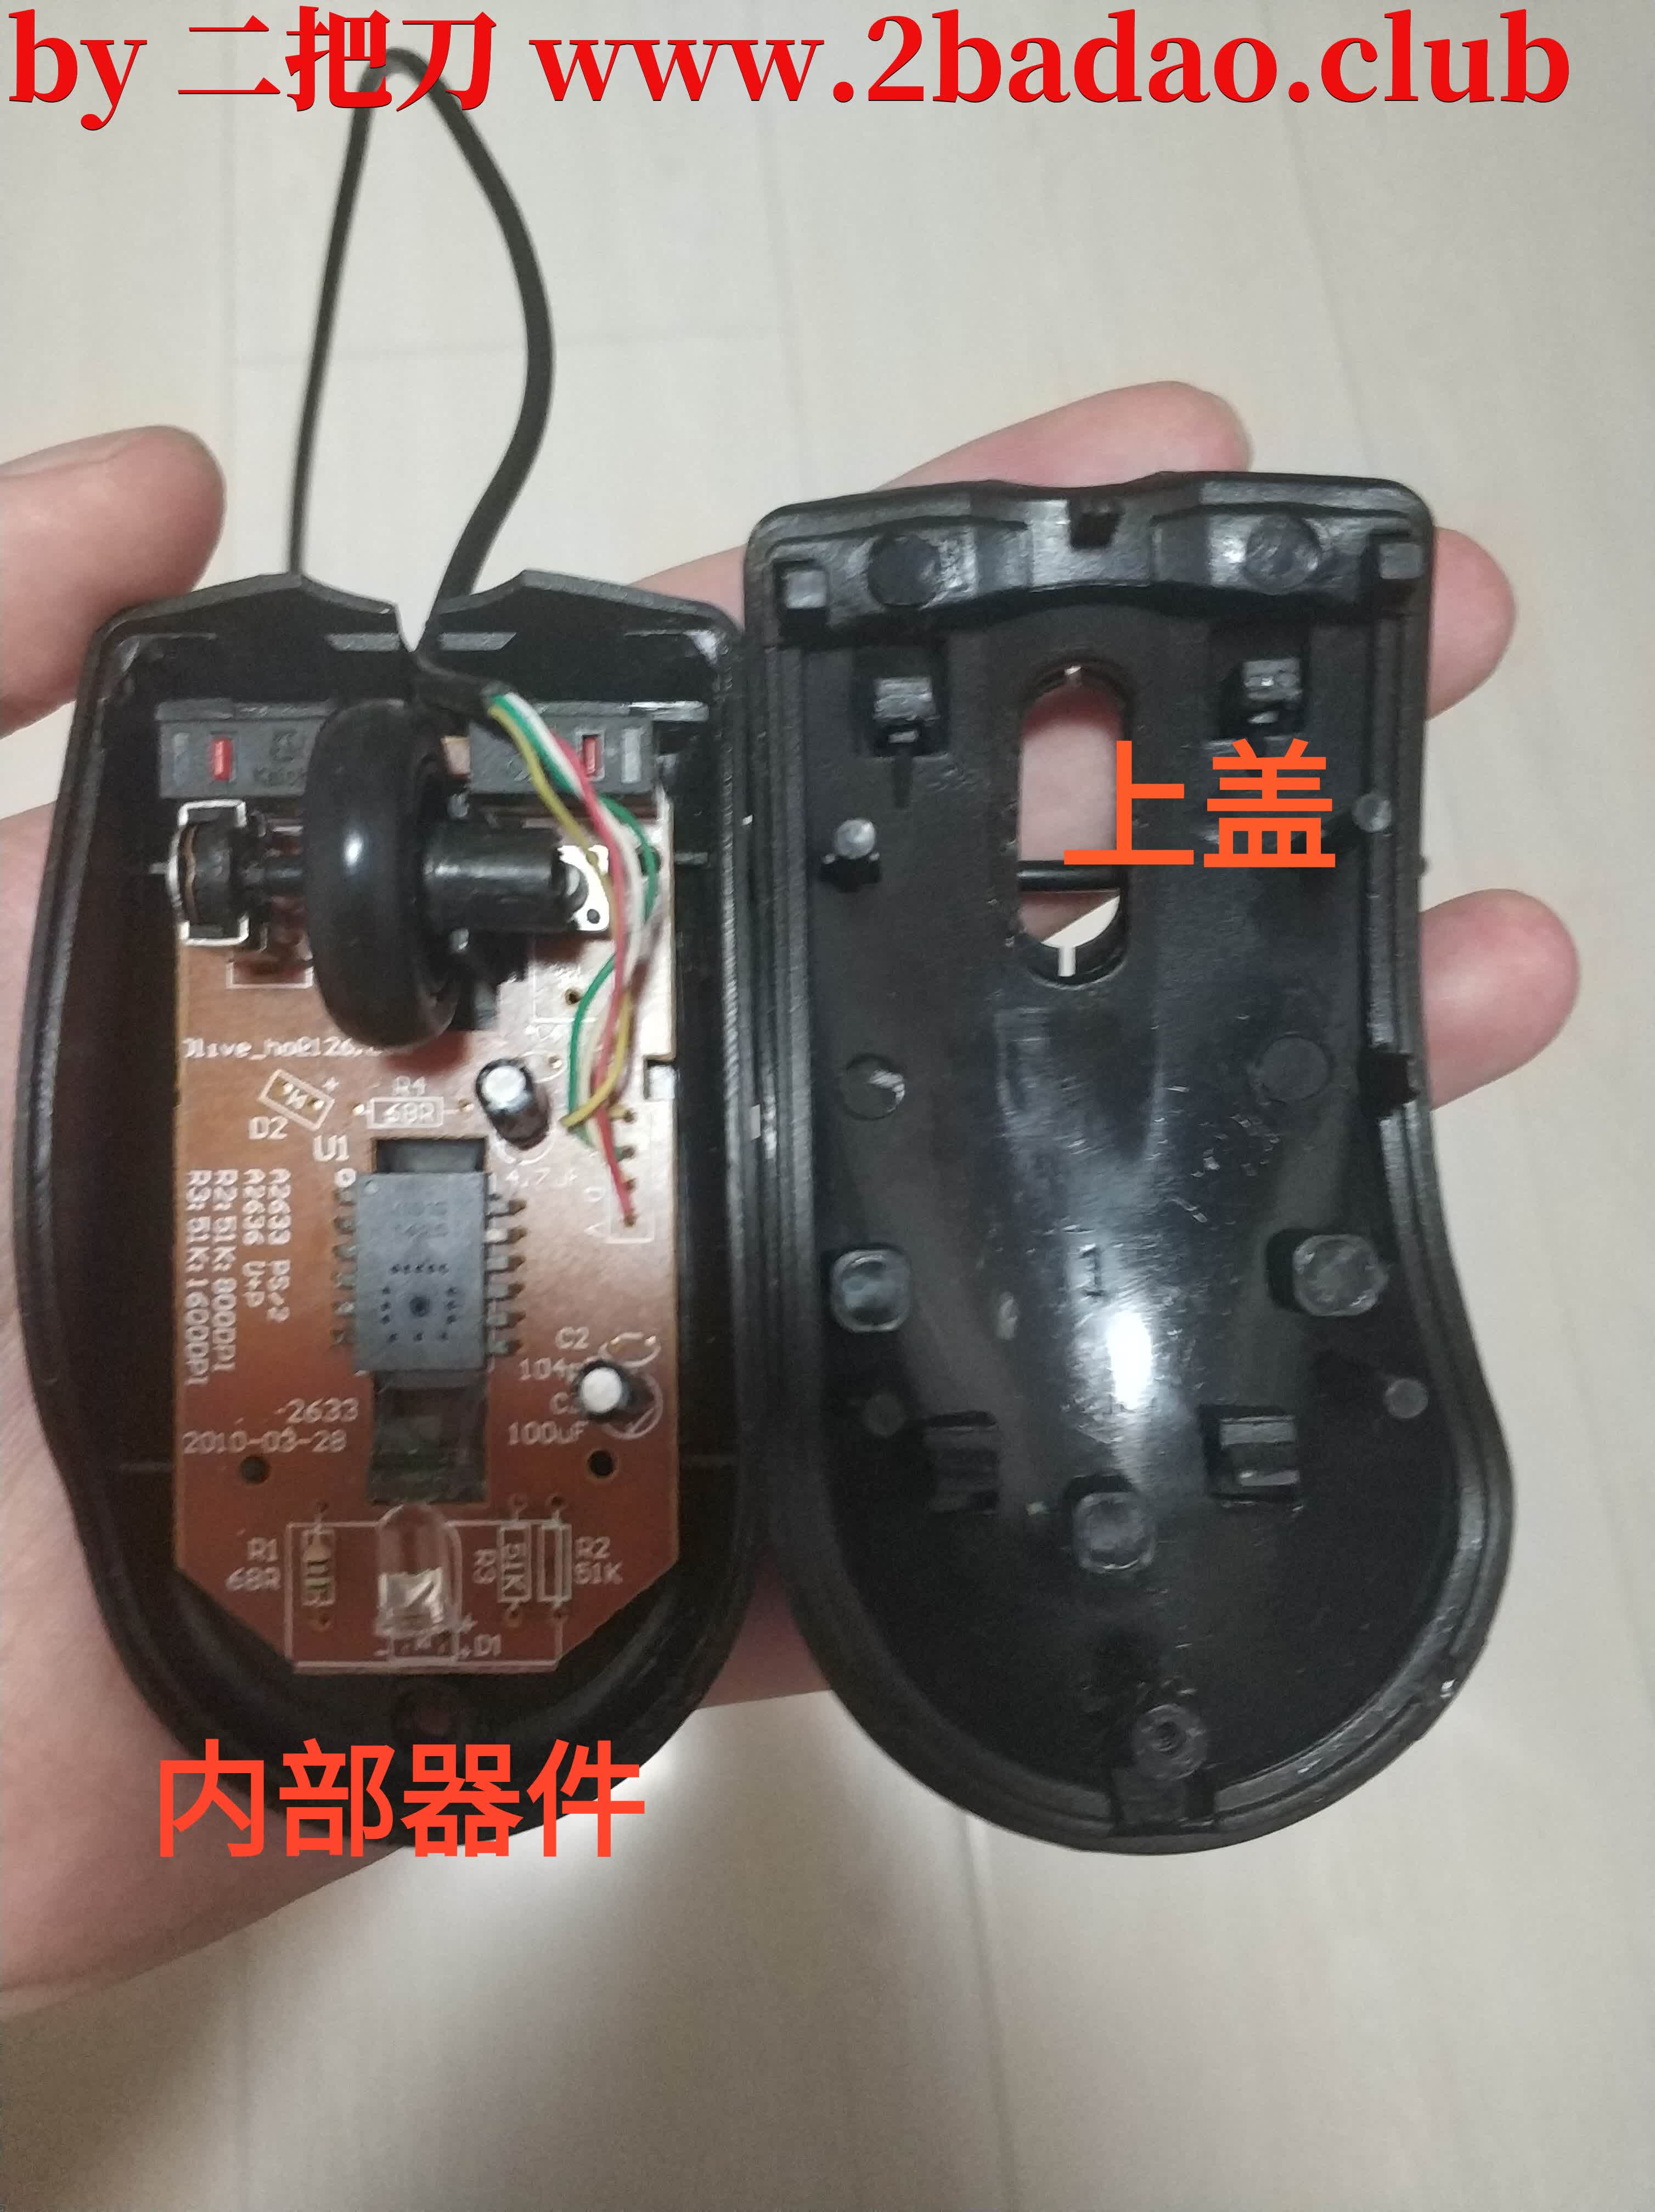 by 二把刀 www.2badao.club
上盖
R4
68R
D2
U1
4.7uF
A2633 PS/2
A2636 U+P
R2:51K:800DPI
R3:51K:1600DPI
C2
-2633
100uF
2010-03-28
R1
68R
R3
51K
R2
51K
D1
内部器件